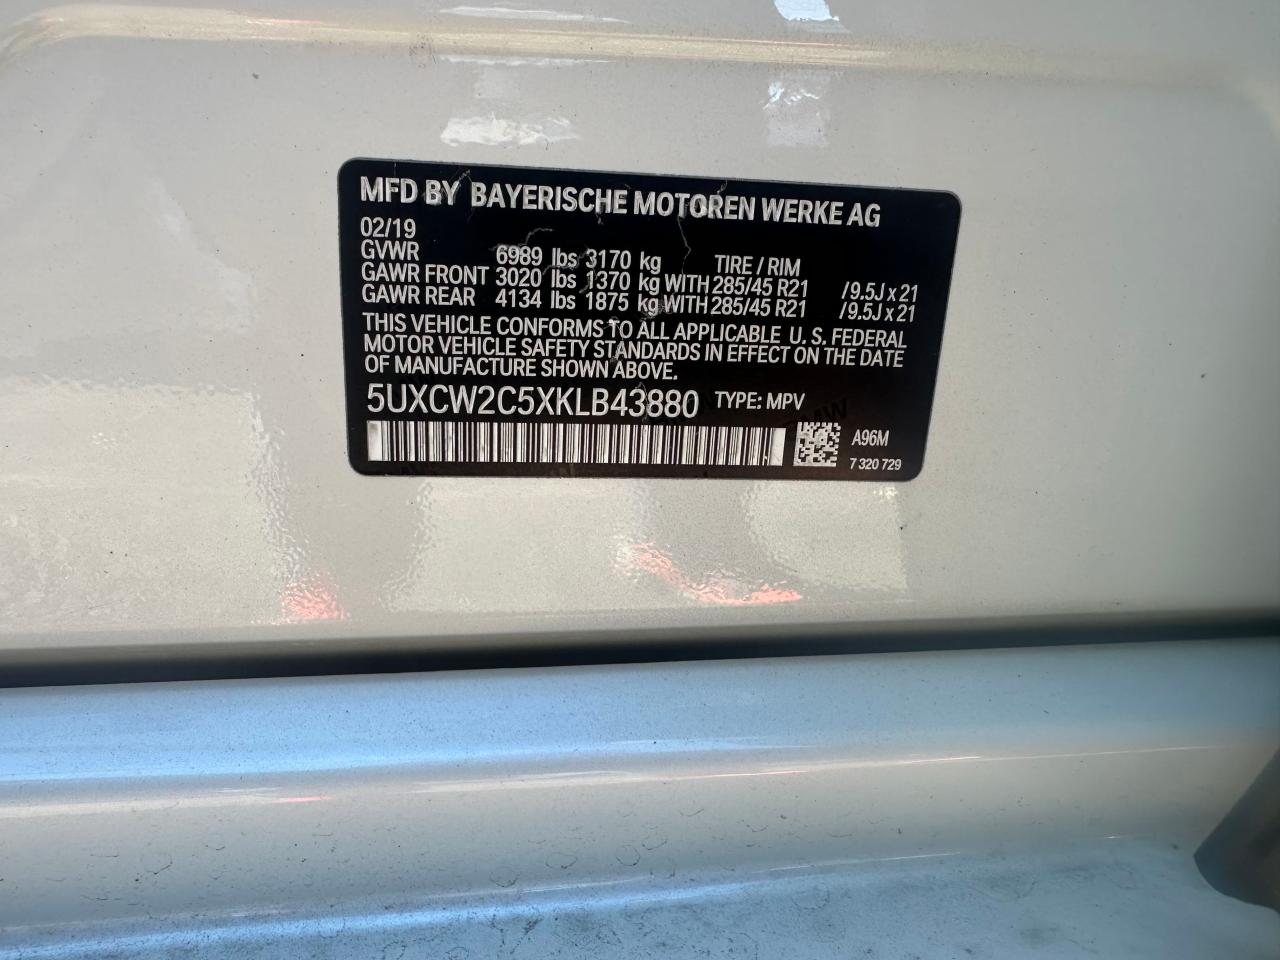 MFD BY BAYERISCHE MOTOREN WERKE AG
02/19
GVWR 6989 lbs 3170 kg TIRE / RIM
GAWR FRONT 3020 lbs 1370 kg WITH 285/45 R21 /9.5J x 21
GAWR REAR 4134 lbs 1875 kg WITH 285/45 R21 /9.5J x 21
THIS VEHICLE CONFORMS TO ALL APPLICABLE U.S. FEDERAL
MOTOR VEHICLE SAFETY STANDARDS IN EFFECT ON THE DATE
OF MANUFACTURE SHOWN ABOVE.
5UXCW2C5XKLB43880 TYPE: MPV
A96M
7 320 729